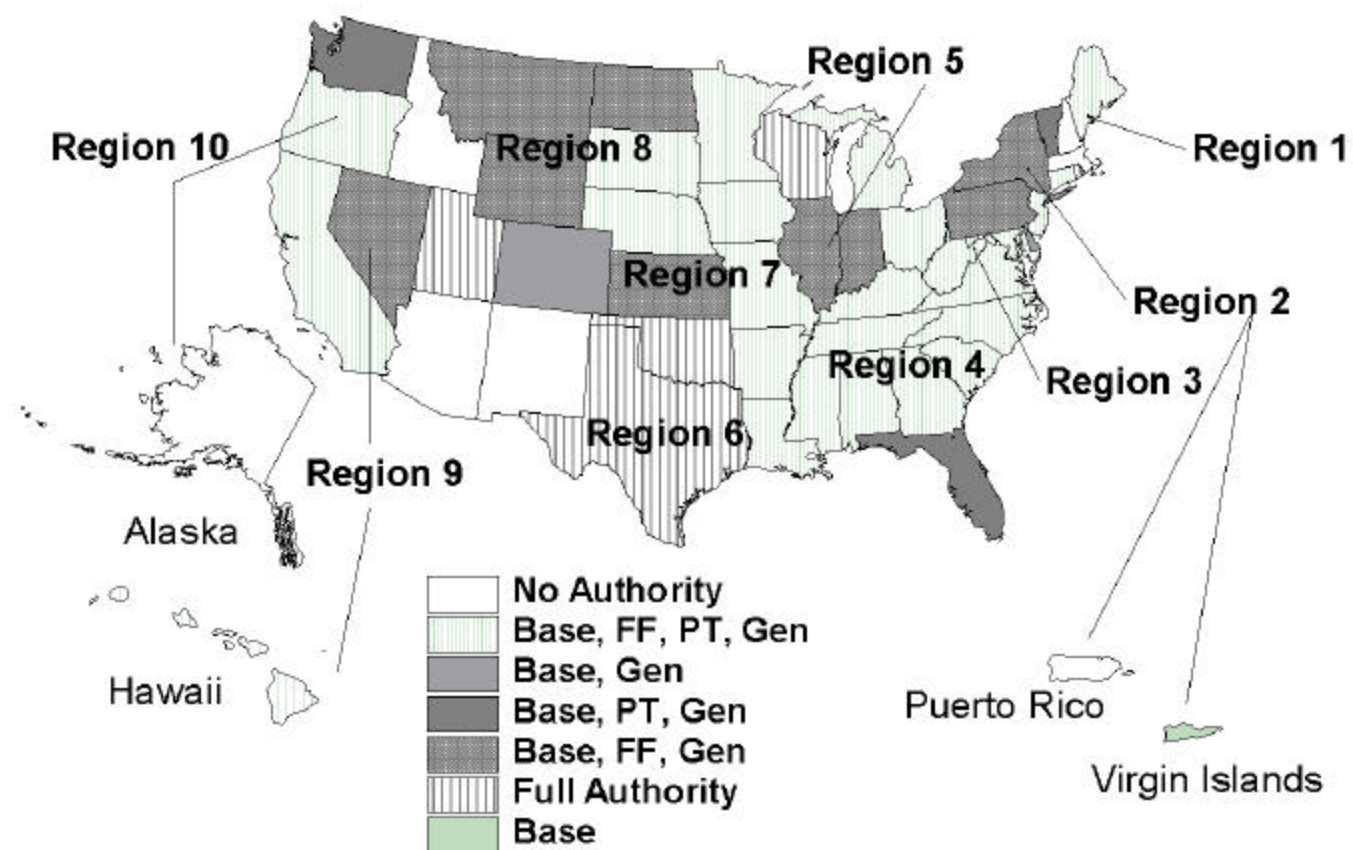 Region 5
Region 10
Region 8
Region 1
Region 7
Region 2
Region 4
Region 3
Region 6
Region 9
Alaska
Hawaii
No Authority
Base, FF, PT, Gen
Base, Gen
Base, PT, Gen
Base, FF, Gen
Full Authority
Base
Puerto Rico
Virgin Islands